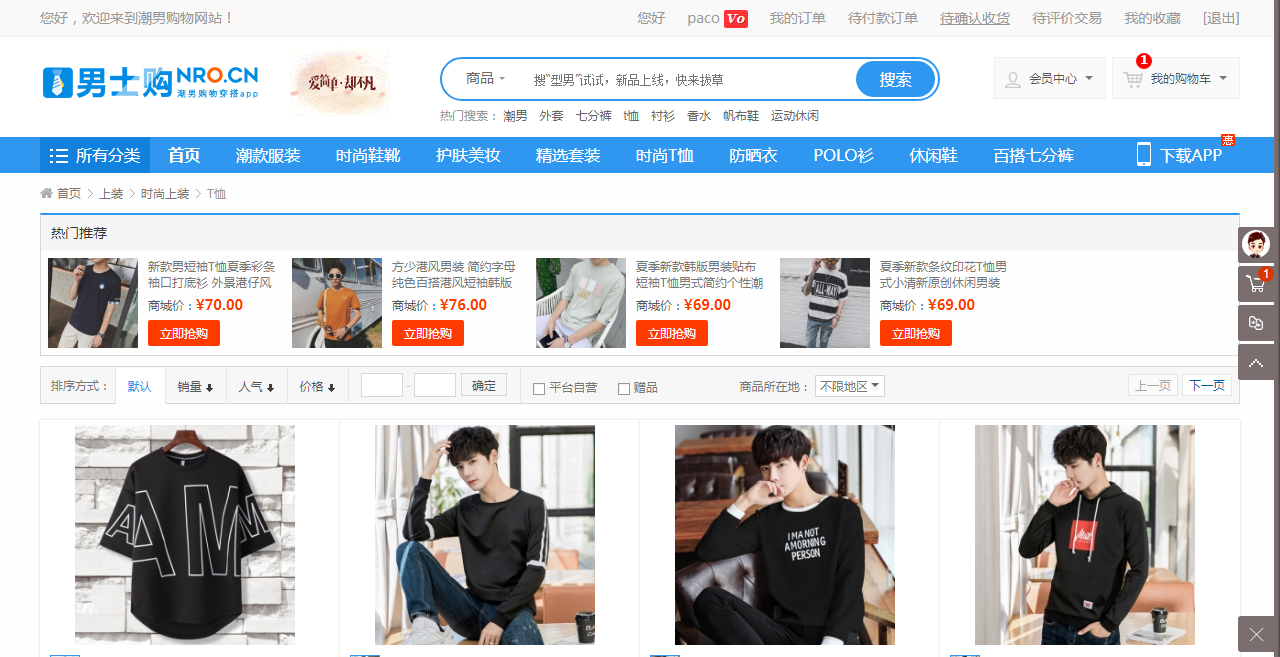 您好，欢迎来到潮男购物网站！
您好 paco Vo 我的订单 待付款订单 待确认收货 待评价交易 我的收藏 [退出]
男士购 NRO.CN
潮男购物穿搭app
爱简单·却不凡
商品 搜"型男"试试，新品上线，快来拔草 搜索
会员中心
1
我的购物车
热门搜索： 潮男 外套 七分裤 t恤 衬衫 香水 帆布鞋 运动休闲
所有分类 首页 潮款服装 时尚鞋靴 护肤美妆 精选套装 时尚T恤 防晒衣 POLO衫 休闲鞋 百搭七分裤 下载APP 惠
首页 > 上装 > 时尚上装 > T恤
热门推荐
新款男短袖T恤夏季彩条
袖口打底衫 外景港仔风
商城价：¥70.00
立即抢购
方少港风男装 简约字母
纯色百搭港风短袖韩版
商城价：¥76.00
立即抢购
夏季新款韩版男装贴布
短袖T恤男式简约个性潮
商城价：¥69.00
立即抢购
ALL-MAY
夏季新款条纹印花T恤男
式小清新原创休闲男装
商城价：¥69.00
立即抢购
1
排序方式： 默认 销量 人气 价格 - 确定 平台自营 赠品 商品所在地： 不限地区 上一页 下一页
AAMM
I MA NOT
A MORNING
PERSON